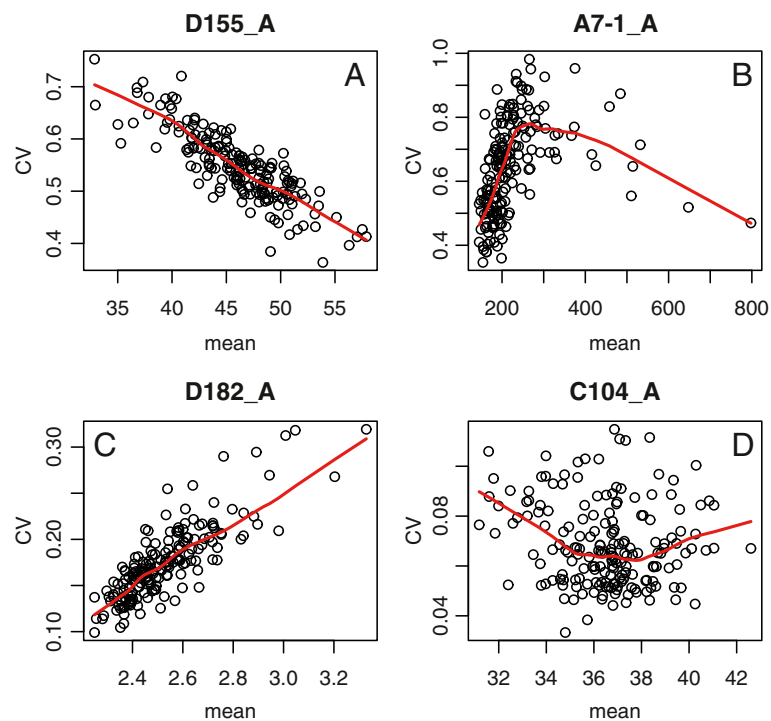 D155_A
A
CV
0.7
0.6
0.5
0.4
35 40 45 50 55
mean
A7-1_A
B
CV
1.0
0.8
0.6
0.4
200 400 600 800
mean
D182_A
C
CV
0.30
0.20
0.10
2.4 2.6 2.8 3.0 3.2
mean
C104_A
D
CV
0.08
0.04
32 34 36 38 40 42
mean